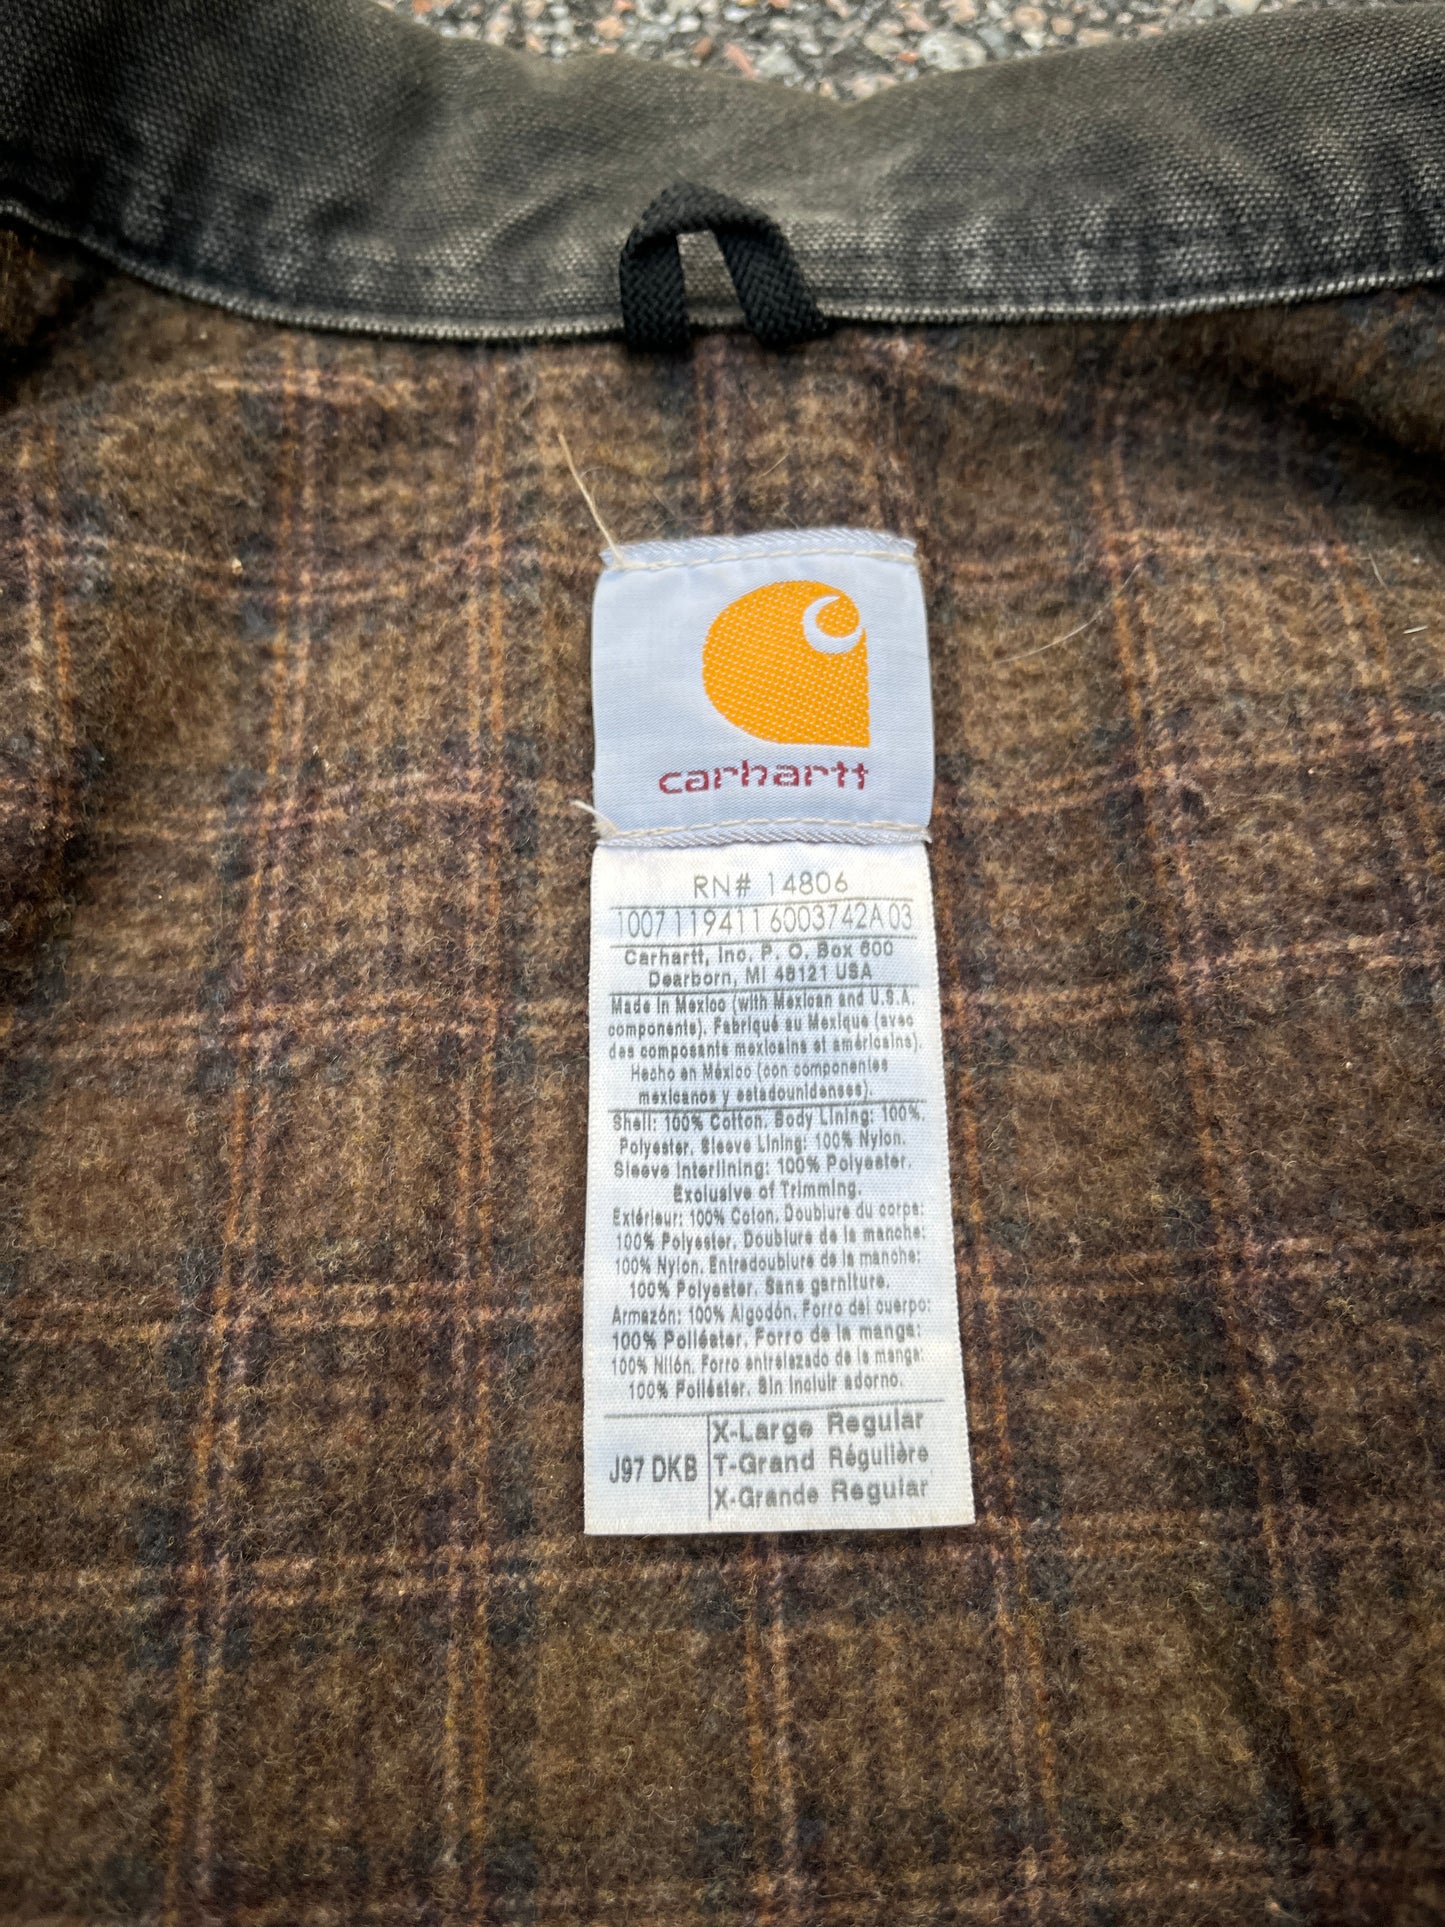 carhartt
RN# 14806
1007119411 6003742A 03
Carhartt, Inc. P. O. Box 600
Dearborn, MI 48121 USA
Made in Mexico (with Mexican and U.S.A.
components). Fabriqué au Mexique (avec
des composants mexicains et américains).
Hecho en México (con componentes
mexicanos y estadounidenses).
Shell: 100% Cotton. Body Lining: 100%
Polyester. Sleeve Lining: 100% Nylon.
Sleeve Interlining: 100% Polyester.
Exclusive of Trimming.
Extérieur: 100% Coton. Doublure du corps:
100% Polyester. Doublure de la manche:
100% Nylon. Entredoublure de la manche:
100% Polyester. Sans garniture.
Armazón: 100% Algodón. Forro del cuerpo:
100% Poliéster. Forro de la manga:
100% Nilón. Forro entrelazado de la manga:
100% Poliéster. Sin incluir adorno.
J97 DKB
X-Large Regular
T-Grand Régulière
X-Grande Regular